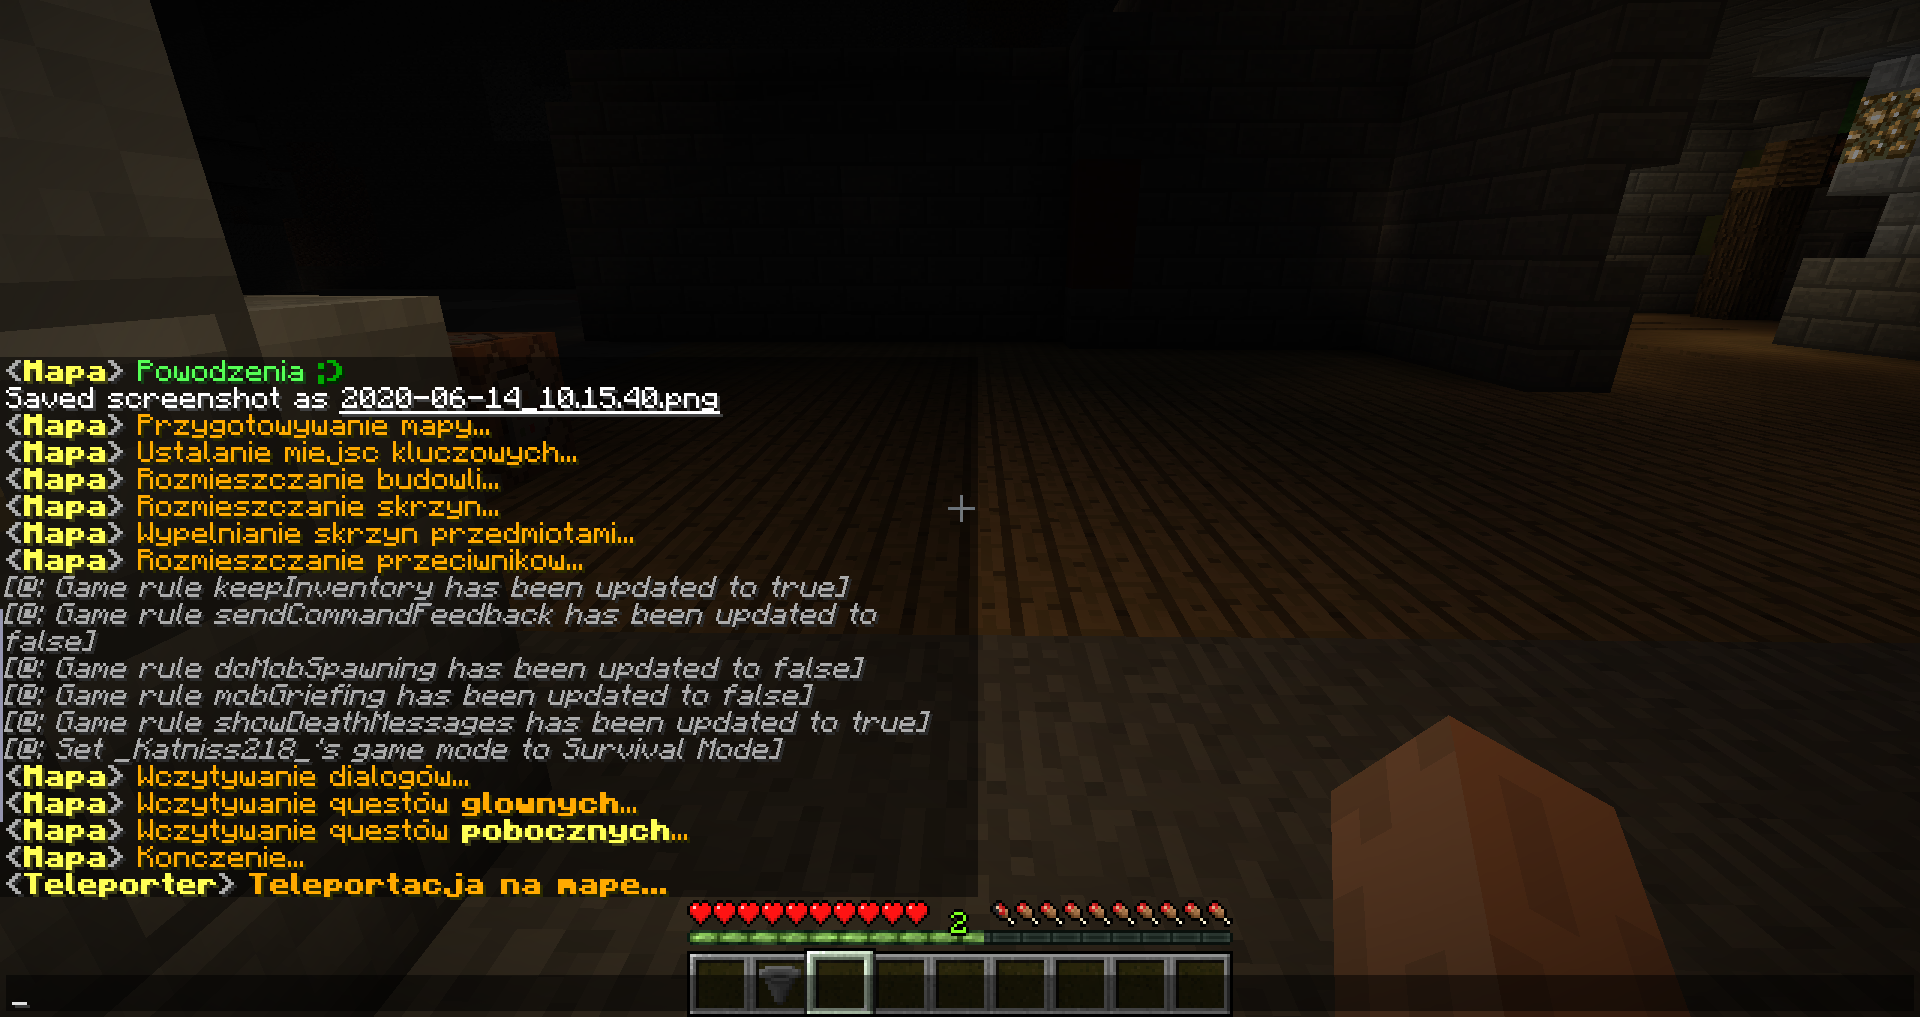 <Mapa> Powodzenia ;)
Saved screenshot as 2020-06-14_10.15.40.png
<Mapa> Przygotowywanie mapy...
<Mapa> Ustalanie miejsc kluczowych...
<Mapa> Rozmieszczanie budowli...
<Mapa> Rozmieszczanie skrzyn...
<Mapa> Wypelnianie skrzyn przedmiotami...
<Mapa> Rozmieszczanie przeciwnikow...
[@: Game rule keepInventory has been updated to true]
[@: Game rule sendCommandFeedback has been updated to
false]
[@: Game rule doMobSpawning has been updated to false]
[@: Game rule mobGriefing has been updated to false]
[@: Game rule showDeathMessages has been updated to true]
[@: Set _Katniss218_'s game mode to Survival Mode]
<Mapa> Wczytywanie dialogów...
<Mapa> Wczytywanie questów glownych...
<Mapa> Wczytywanie questów pobocznych...
<Mapa> Konczenie...
<Teleporter> Teleportacja na mape...
2
_